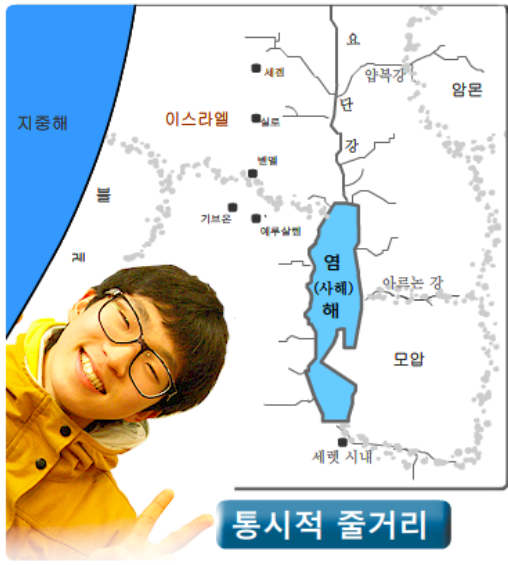 요
세겜
얍복강
암몬
지중해
이스라엘
실로
단
강
벧엘
블
기브온
예루살렘
레
염
(사해)
해
아르논 강
모압
세렛 시내
통시적 줄거리